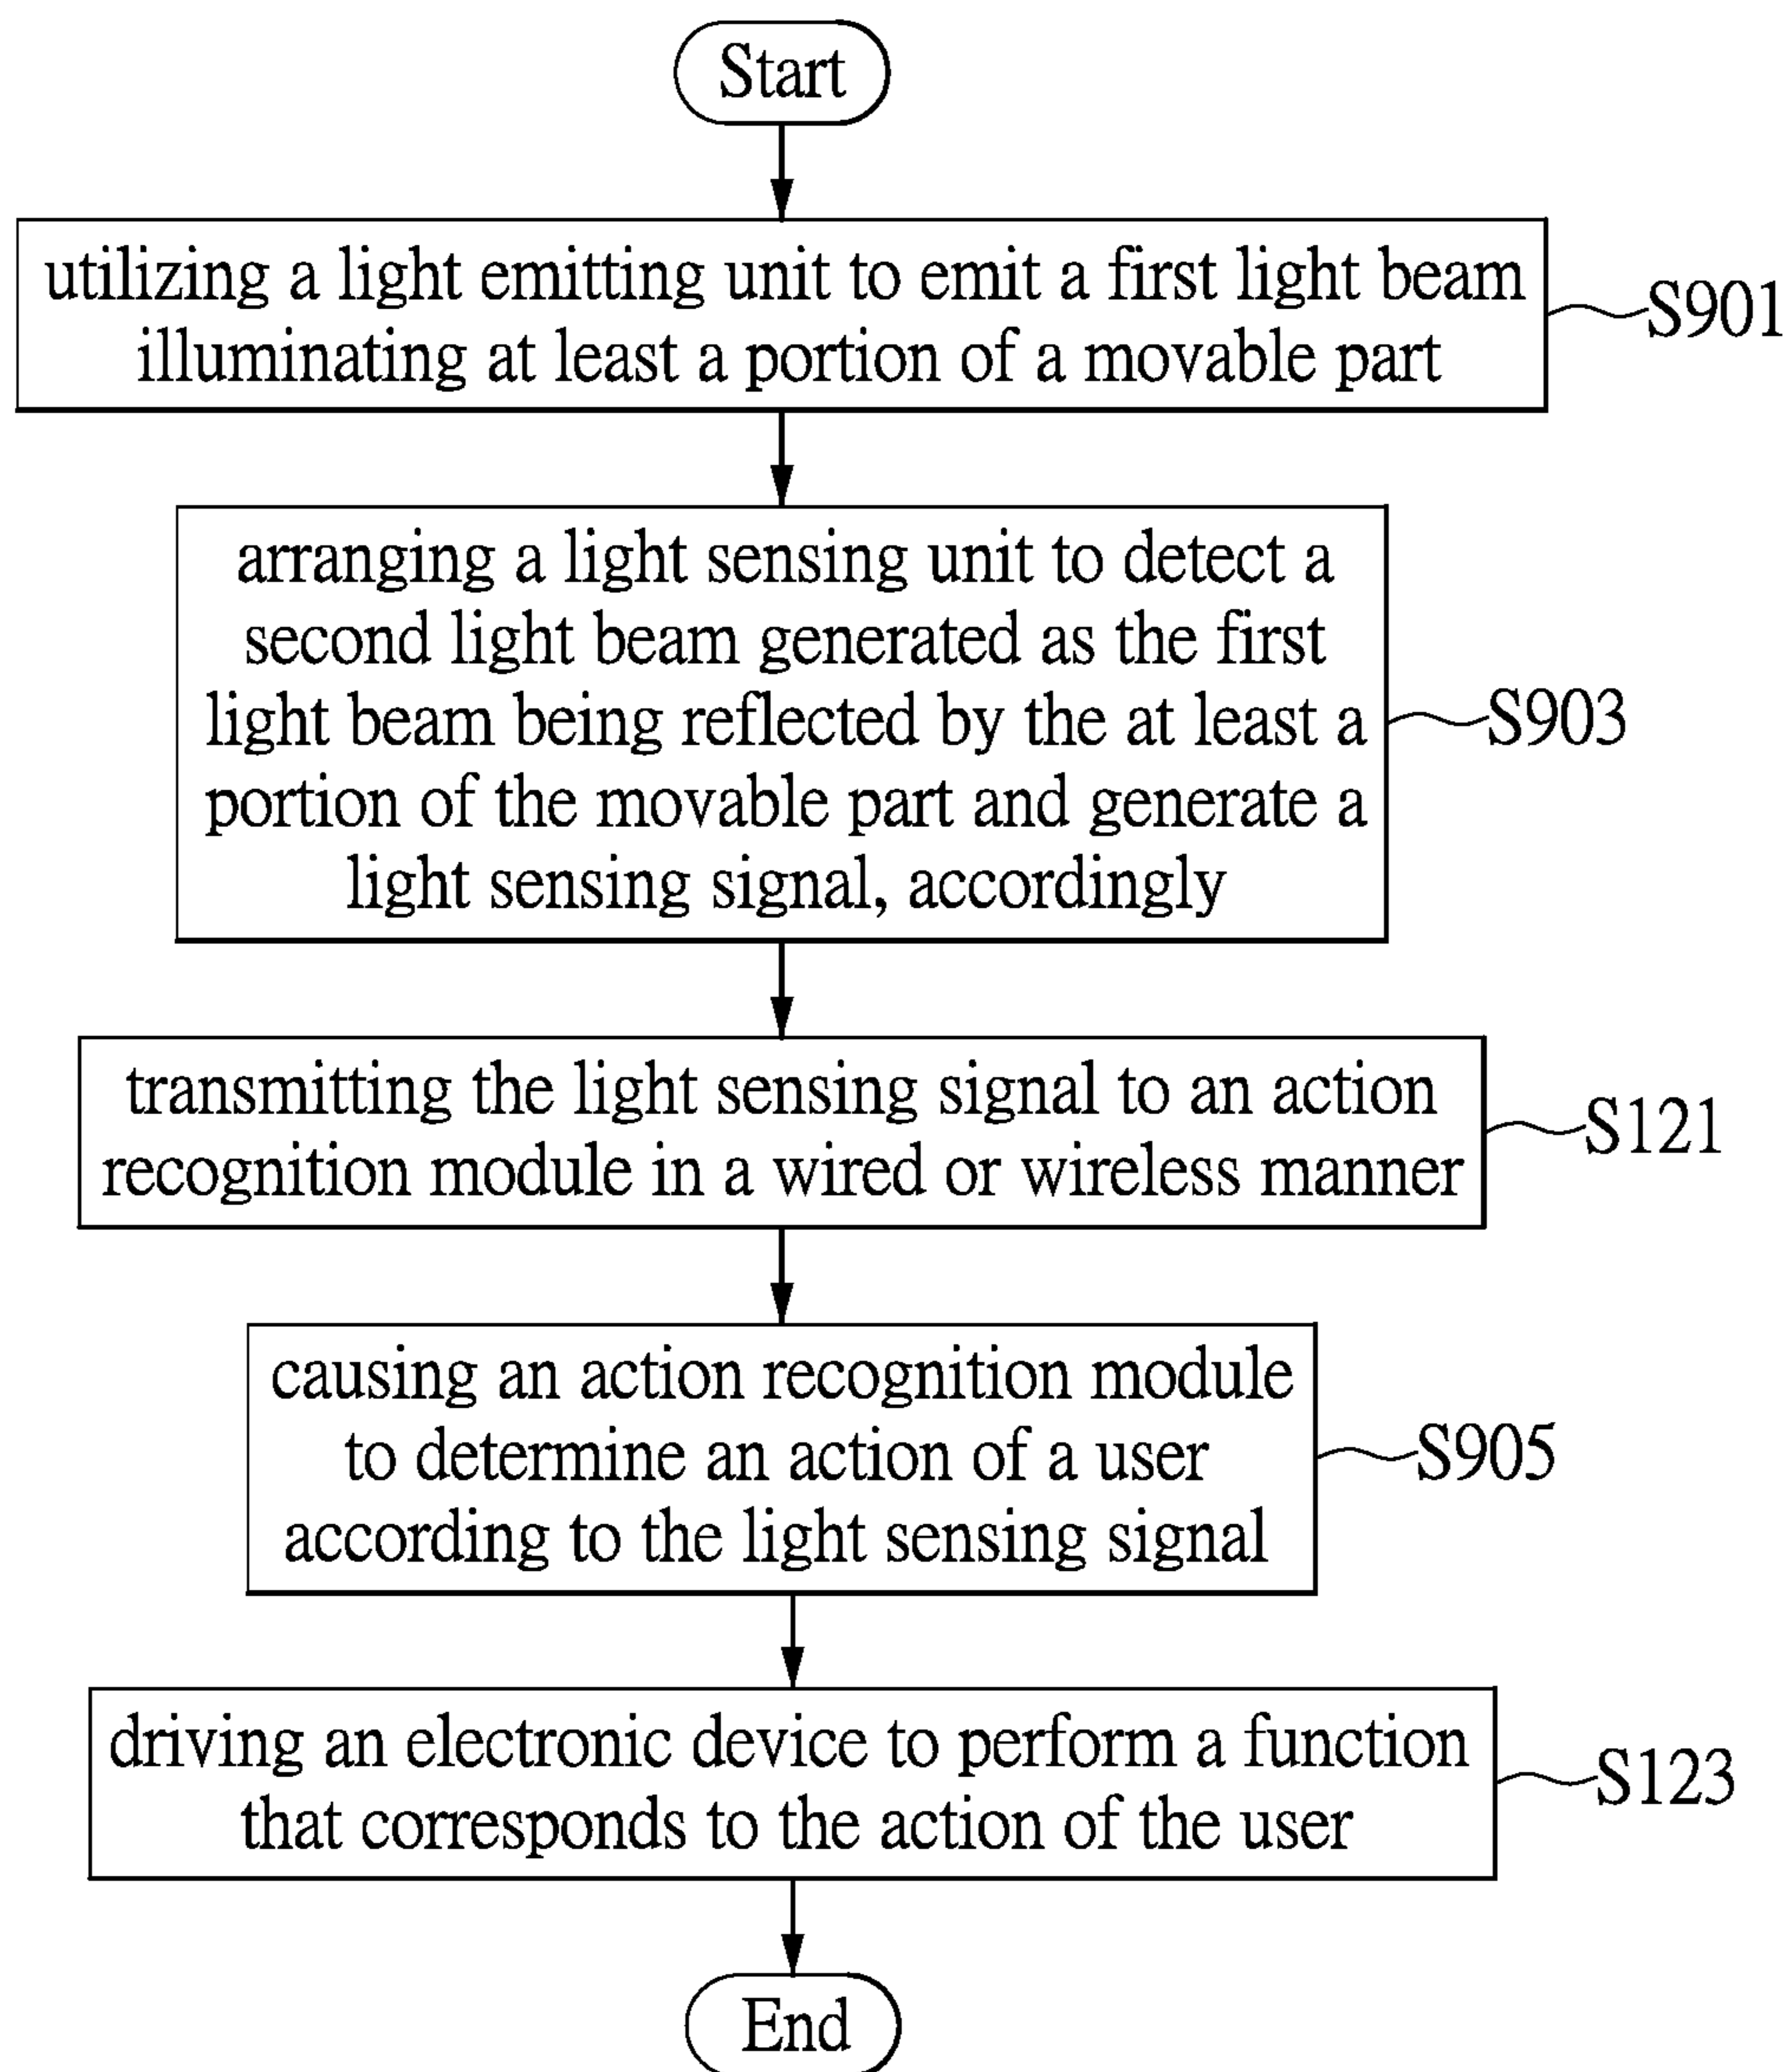 Start
utilizing a light emitting unit to emit a first light beam
illuminating at least a portion of a movable part
S901
arranging a light sensing unit to detect a
second light beam generated as the first
light beam being reflected by the at least a
portion of the movable part and generate a
light sensing signal, accordingly
S903
transmitting the light sensing signal to an action
recognition module in a wired or wireless manner
S121
causing an action recognition module
to determine an action of a user
according to the light sensing signal
S905
driving an electronic device to perform a function
that corresponds to the action of the user
S123
End